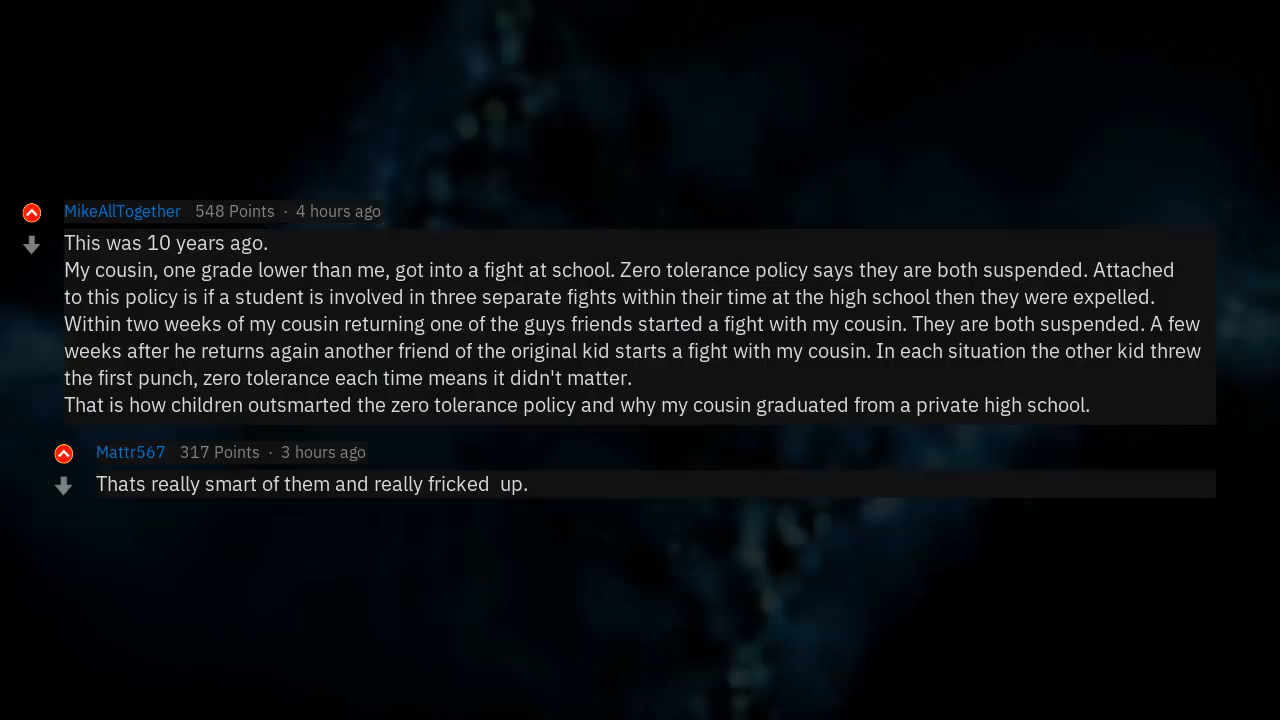 MikeAllTogether 548 Points · 4 hours ago
This was 10 years ago.
My cousin, one grade lower than me, got into a fight at school. Zero tolerance policy says they are both suspended. Attached
to this policy is if a student is involved in three separate fights within their time at the high school then they were expelled.
Within two weeks of my cousin returning one of the guys friends started a fight with my cousin. They are both suspended. A few
weeks after he returns again another friend of the original kid starts a fight with my cousin. In each situation the other kid threw
the first punch, zero tolerance each time means it didn't matter.
That is how children outsmarted the zero tolerance policy and why my cousin graduated from a private high school.
Mattr567 317 Points · 3 hours ago
Thats really smart of them and really fricked  up.